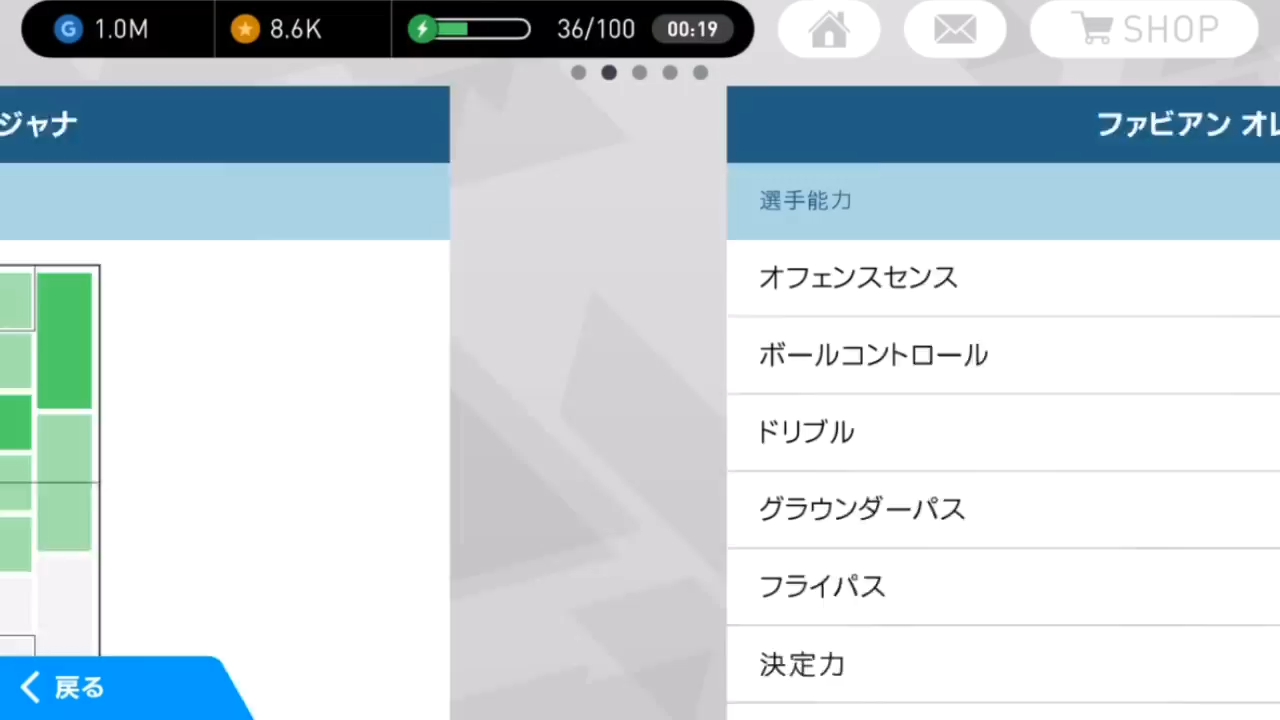 G 1.0M
8.6K
36/100
00:19
SHOP
ジャナ
ファビアン オレ
選手能力
オフェンスセンス
ボールコントロール
ドリブル
グラウンダーパス
フライパス
決定力
戻る